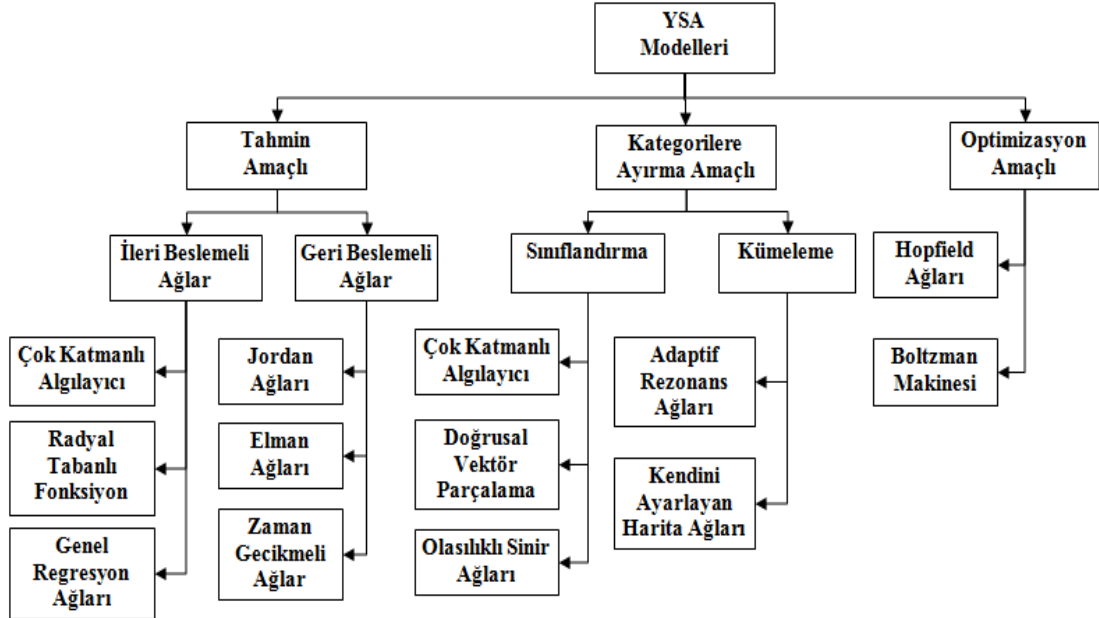 YSA
Modelleri
Tahmin
Amaçlı
Kategorilere
Ayırma Amaçlı
Optimizasyon
Amaçlı
İleri Beslemeli
Ağlar
Geri Beslemeli
Ağlar
Sınıflandırma
Kümeleme
Hopfield
Ağları
Çok Katmanlı
Algılayıcı
Jordan
Ağları
Çok Katmanlı
Algılayıcı
Adaptif
Rezonans
Ağları
Boltzman
Makinesi
Radyal
Tabanlı
Fonksiyon
Elman
Ağları
Doğrusal
Vektör
Parçalama
Kendini
Ayarlayan
Harita Ağları
Genel
Regresyon
Ağları
Zaman
Gecikmeli
Ağlar
Olasılıklı Sinir
Ağları